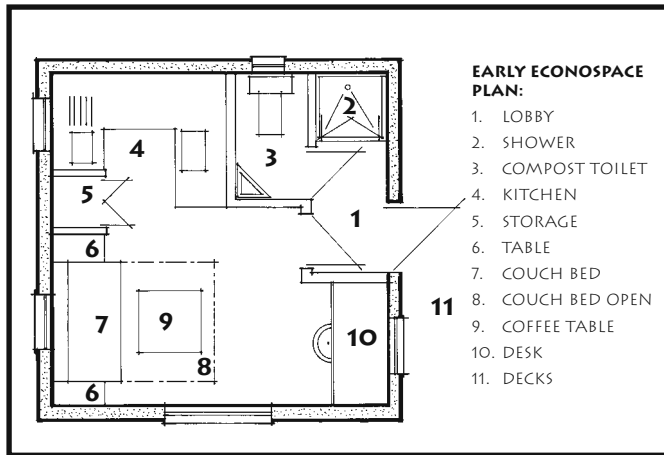 EARLY ECONOSPACE
PLAN:
1. LOBBY
2. SHOWER
3. COMPOST TOILET
4. KITCHEN
5. STORAGE
6. TABLE
7. COUCH BED
8. COUCH BED OPEN
9. COFFEE TABLE
10. DESK
11. DECKS
2
4
3
5
1
6
11
7
9
10
8
6